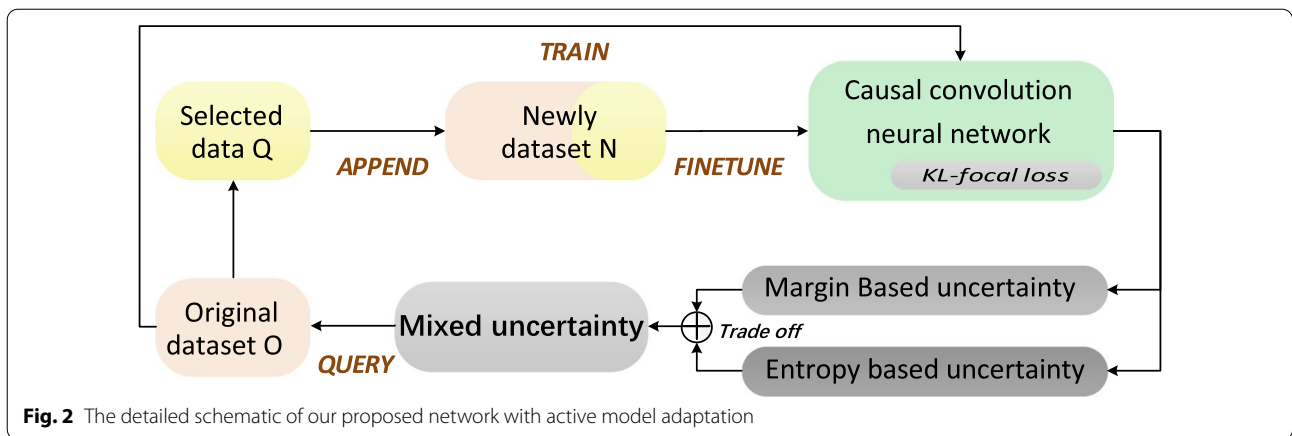 TRAIN
Selected
data Q
APPEND
Newly
dataset N
FINETUNE
Causal convolution
neural network
KL-focal loss
Original
dataset O
QUERY
Mixed uncertainty
Trade off
Margin Based uncertainty
Entropy based uncertainty
Fig. 2 The detailed schematic of our proposed network with active model adaptation